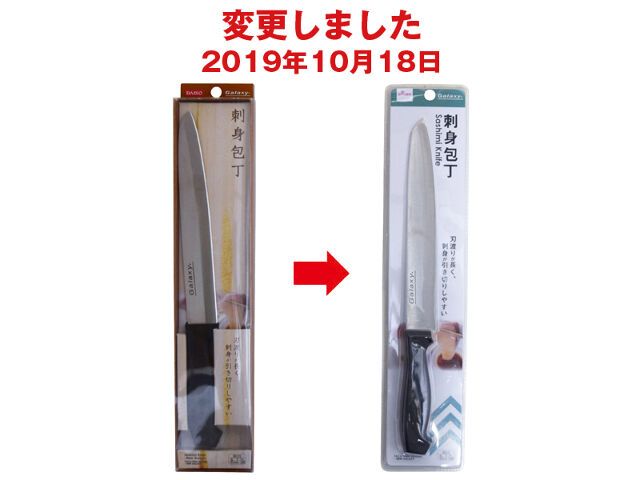 変更しました
2019年10月18日
DAISO
Galaxy
刺身包丁
Galaxy
刃渡りが長く、
刺身が引き切りしやすい
Galaxy
刺身包丁
Sashimi Knife
刃渡りが長く、
刺身が引き切りしやすい
Galaxy